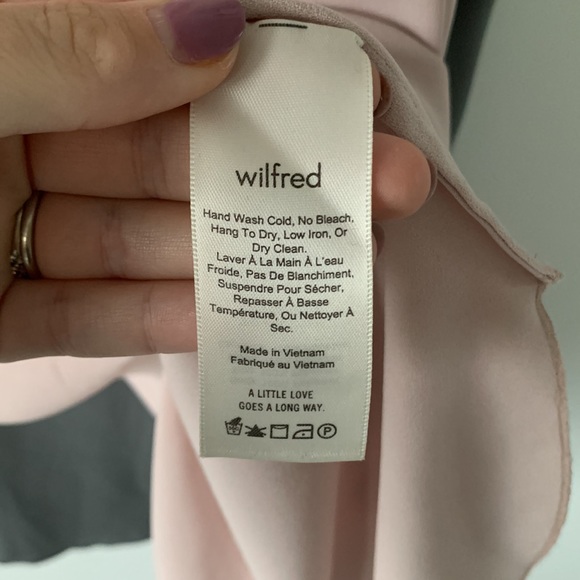 wilfred
Hand Wash Cold, No Bleach,
Hang To Dry, Low Iron, Or
Dry Clean.
Laver À La Main À L'eau
Froide, Pas De Blanchiment,
Suspendre Pour Sécher,
Repasser À Basse
Température, Ou Nettoyer À
Sec.
Made in Vietnam
Fabriqué au Vietnam
A LITTLE LOVE
GOES A LONG WAY.
P